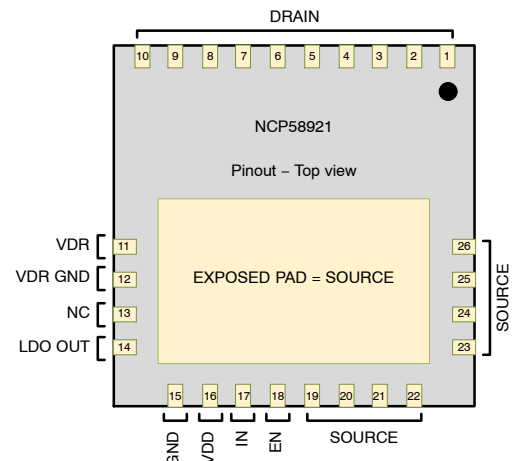 DRAIN
10 9 8 7 6 5 4 3 2 1
NCP58921
Pinout – Top view
VDR 11
VDR GND 12
NC 13
LDO OUT 14
EXPOSED PAD = SOURCE
26
25
24
23
SOURCE
15 16 17 18 19 20 21 22
GND
VDD
IN
EN
SOURCE